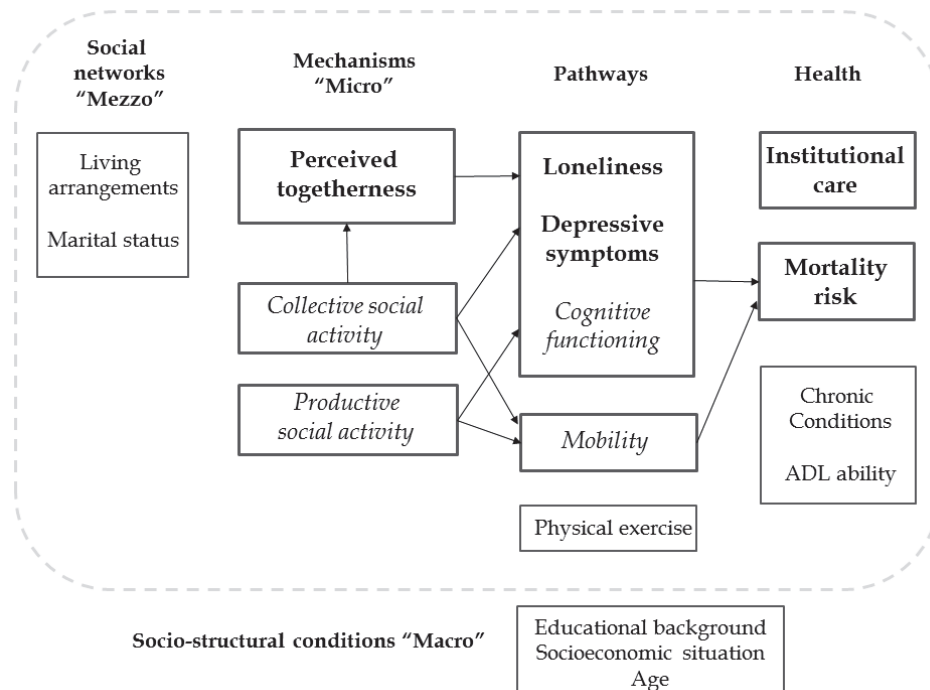 Social
networks
“Mezzo”
Living
arrangements
Marital status
Mechanisms
“Micro”
Perceived
togetherness
Collective social
activity
Productive
social activity
Pathways
Loneliness
Depressive
symptoms
Cognitive
functioning
Mobility
Physical exercise
Health
Institutional
care
Mortality
risk
Chronic
Conditions
ADL ability
Socio-structural conditions “Macro”
Educational background
Socioeconomic situation
Age